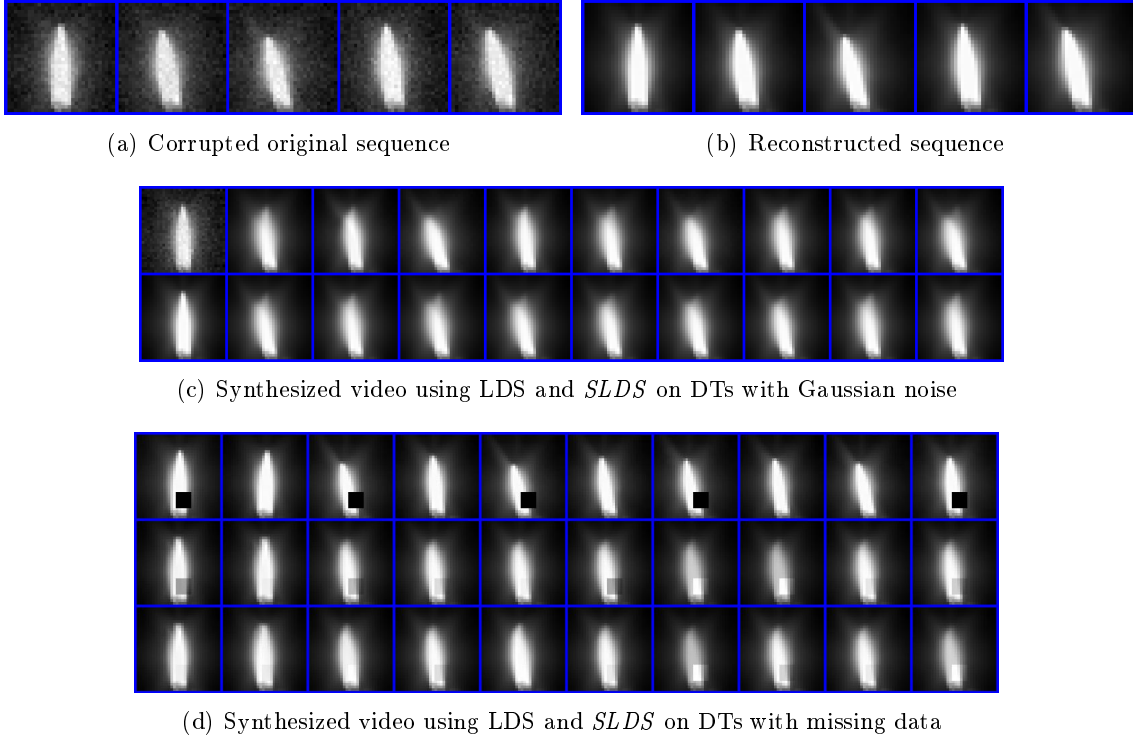 (a) Corrupted original sequence
(b) Reconstructed sequence
(c) Synthesized video using LDS and SLDS on DTs with Gaussian noise
(d) Synthesized video using LDS and SLDS on DTs with missing data